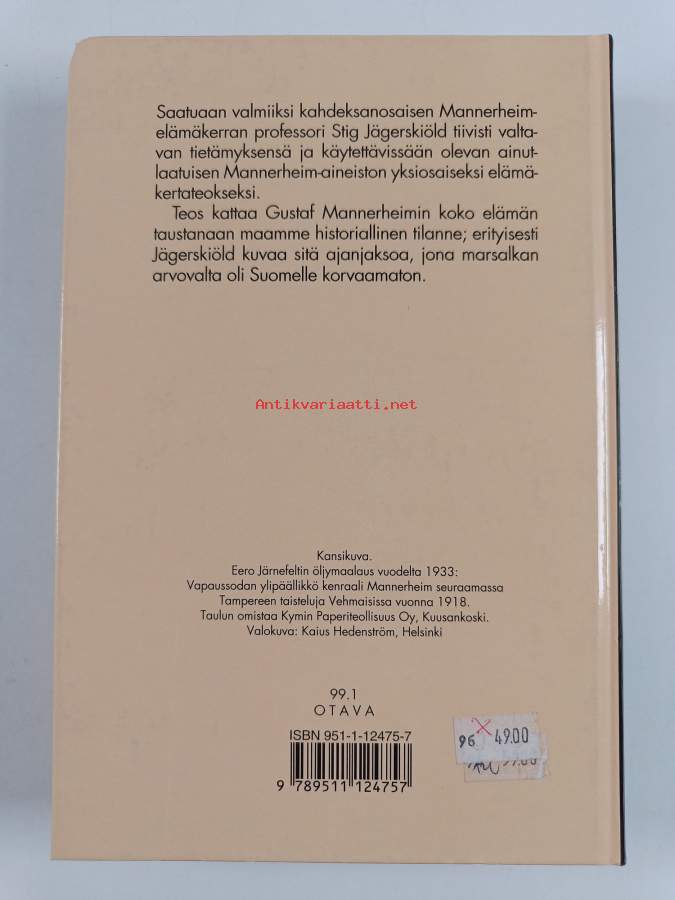 Saatuaan valmiiksi kahdeksanosaisen Mannerheim-
elämäkerran professori Stig Jägerskiöld tiivisti valta-
van tietämyksensä ja käytettävissään olevan ainut-
laatuisen Mannerheim-aineiston yksiosaiseksi elämä-
kertateokseksi.
Teos kattaa Gustaf Mannerheimin koko elämän
taustanaan maamme historiallinen tilanne; erityisesti
Jägerskiöld kuvaa sitä ajanjaksoa, jona marsalkan
arvovalta oli Suomelle korvaamaton.
Antikvariaatti.net
Kansikuva.
Eero Järnefeltin öljymaalaus vuodelta 1933:
Vapaussodan ylipäällikkö kenraali Mannerheim seuraamassa
Tampereen taisteluja Vehmaisissa vuonna 1918.
Taulun omistaa Kymin Paperiteollisuus Oy, Kuusankoski.
Valokuva: Kaius Hedenström, Helsinki
99.1
OTAVA
ISBN 951-1-12475-7
9 789511 124757
96 49.00